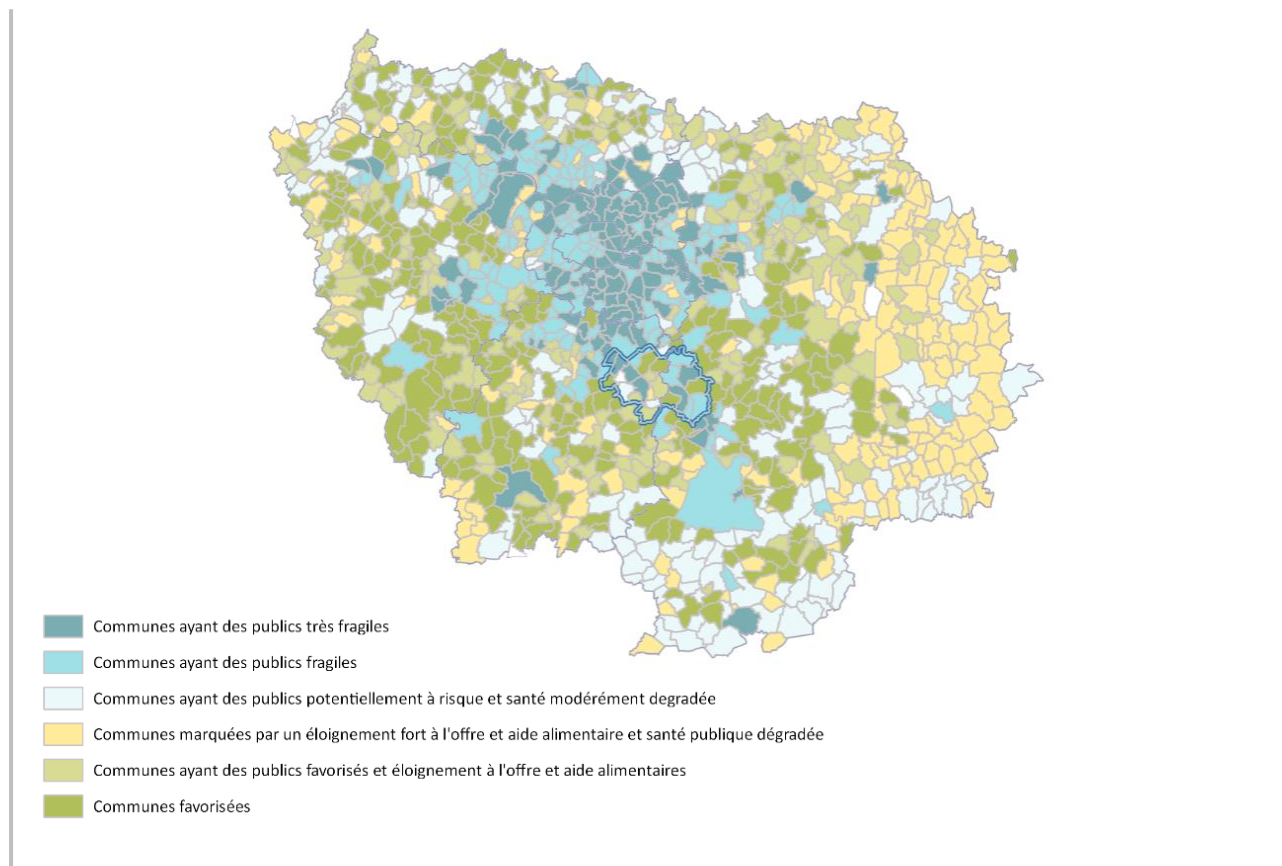 Communes ayant des publics très fragiles
Communes ayant des publics fragiles
Communes ayant des publics potentiellement à risque et santé modérément degradée
Communes marquées par un éloignement fort à l'offre et aide alimentaire et santé publique dégradée
Communes ayant des publics favorisés et éloignement à l'offre et aide alimentaires
Communes favorisées